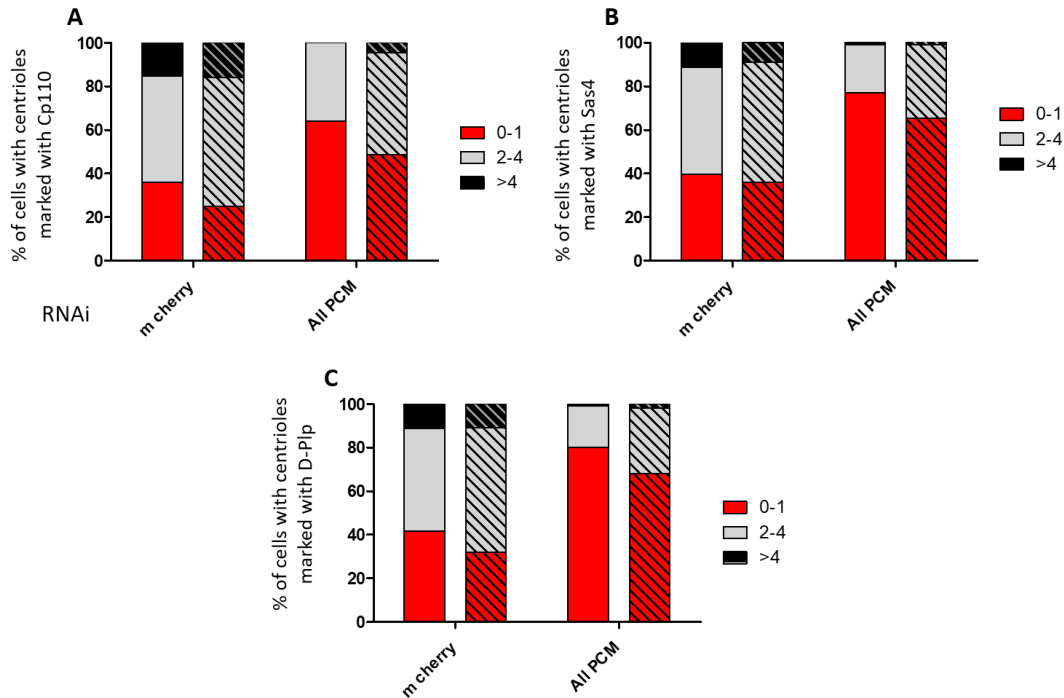 A
% of cells with centrioles
marked with Cp110
100
80
60
40
20
0
m cherry
All PCM
0-1
2-4
>4
RNAi
B
% of cells with centrioles
marked with Sas4
100
80
60
40
20
0
m cherry
All PCM
0-1
2-4
>4
C
% of cells with centrioles
marked with D-Plp
100
80
60
40
20
0
m cherry
All PCM
0-1
2-4
>4